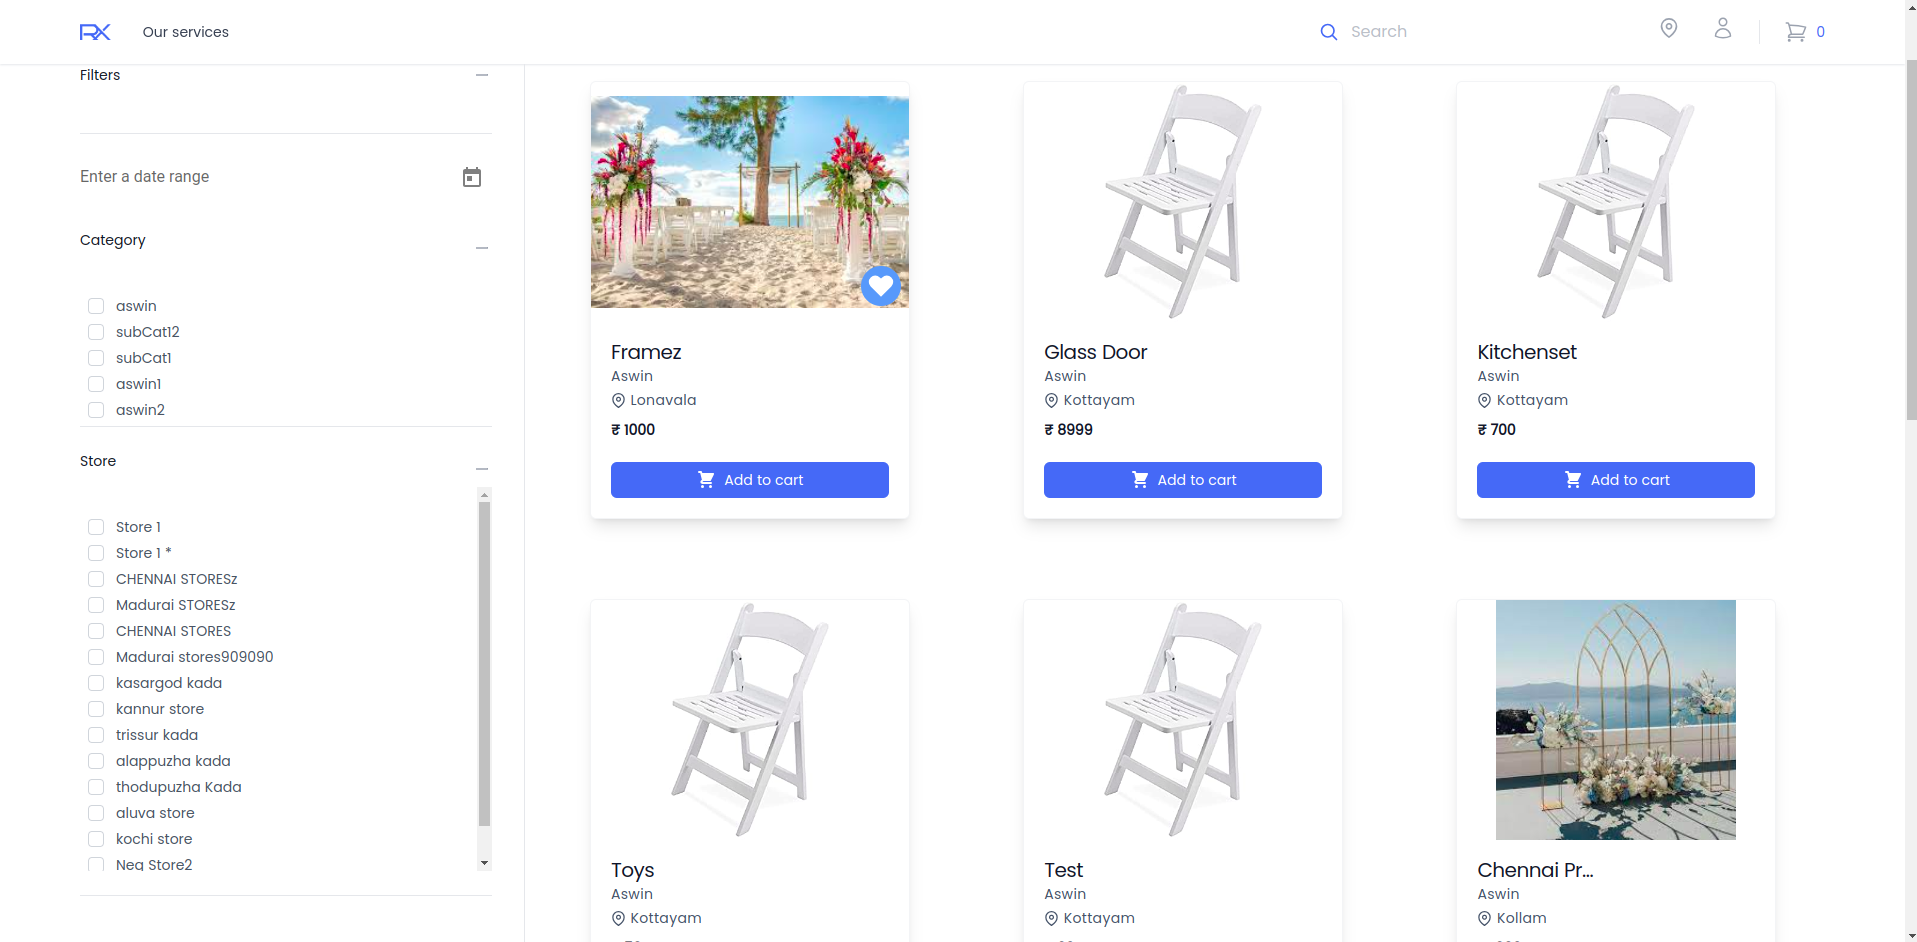 RX
Our services
Search
0
Filters
Enter a date range
Category
aswin
subCat12
subCat1
aswin1
aswin2
Store
Store 1
Store 1 *
CHENNAI STORESz
Madurai STORESz
CHENNAI STORES
Madurai stores909090
kasargod kada
kannur store
trissur kada
alappuzha kada
thodupuzha Kada
aluva store
kochi store
Neg Store2
Framez
Aswin
Lonavala
₹ 1000
Add to cart
Glass Door
Aswin
Kottayam
₹ 8999
Add to cart
Kitchenset
Aswin
Kottayam
₹ 700
Add to cart
Toys
Aswin
Kottayam
Test
Aswin
Kottayam
Chennai Pr...
Aswin
Kollam